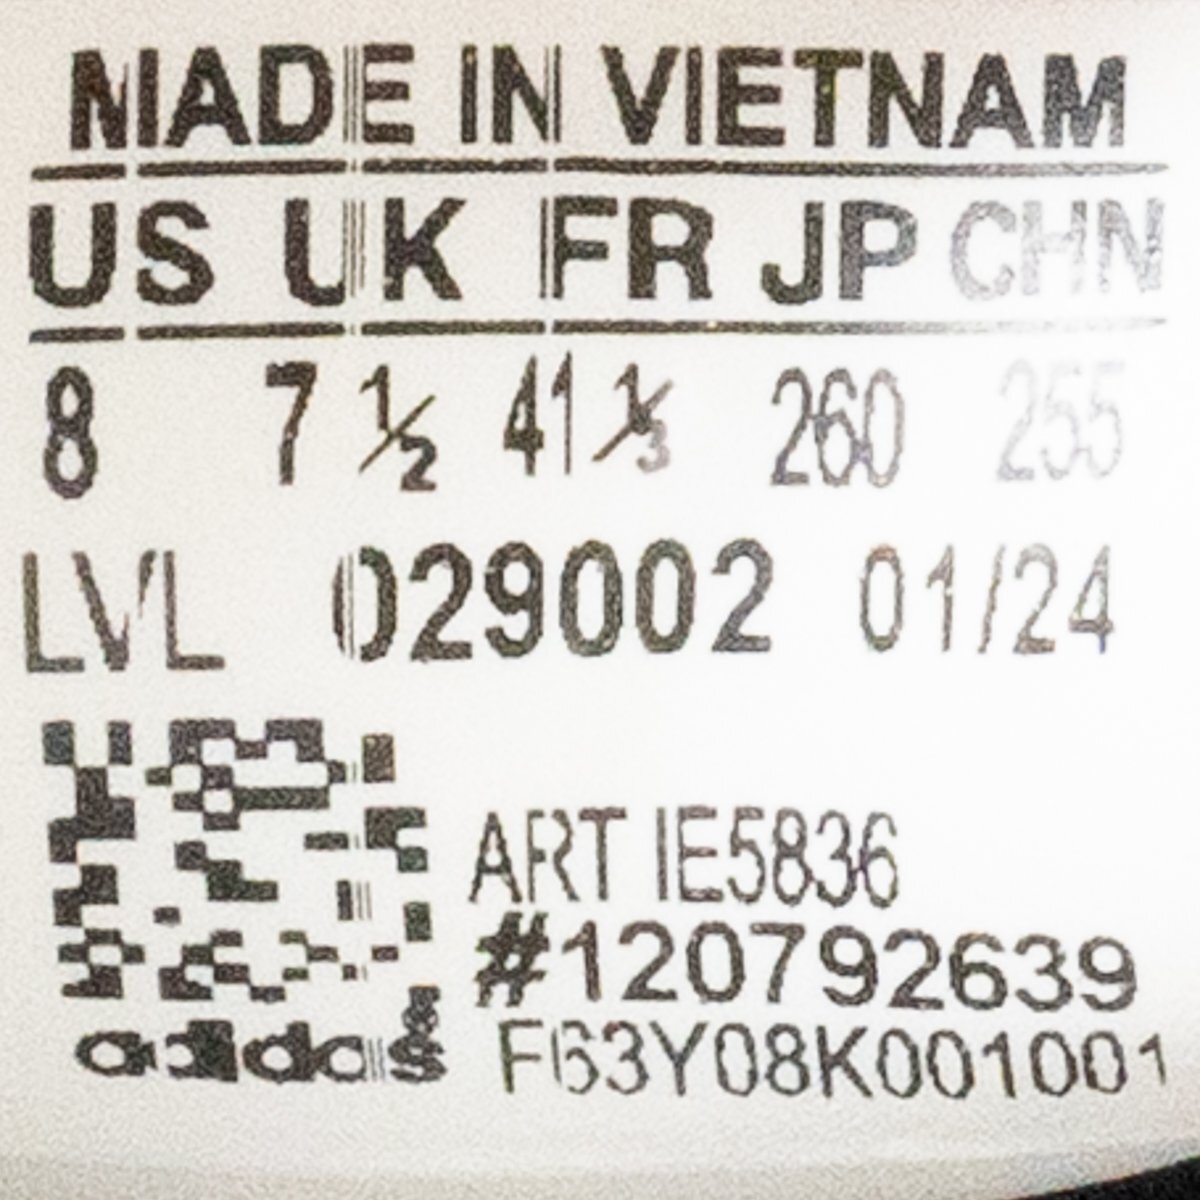 MADE IN VIETNAM
US UK FR JP CHN
8 7 ½ 41 ⅓ 260 255
LVL 029002 01/24
ART IE5836
#120792639
adidas F63Y08K001001